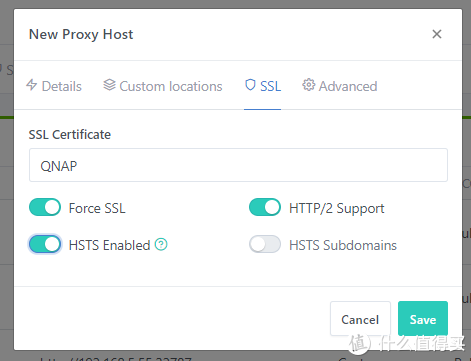 New Proxy Host
Details
Custom locations
SSL
Advanced
SSL Certificate
QNAP
Force SSL
HTTP/2 Support
HSTS Enabled
HSTS Subdomains
Cancel
Save
什么值得买